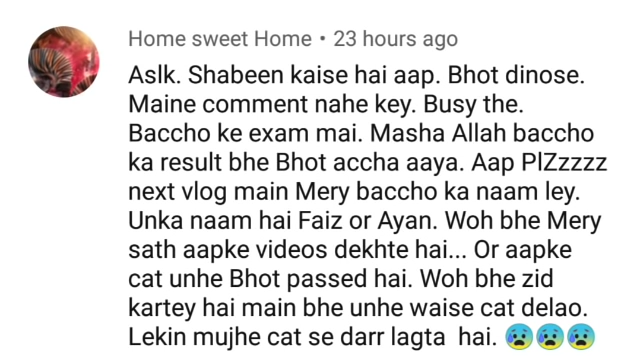 Home sweet Home • 23 hours ago
Aslk. Shabeen kaise hai aap. Bhot dinose.
Maine comment nahe key. Busy the.
Baccho ke exam mai. Masha Allah baccho
ka result bhe Bhot accha aaya. Aap PlZzzzz
next vlog main Mery baccho ka naam ley.
Unka naam hai Faiz or Ayan. Woh bhe Mery
sath aapke videos dekhte hai... Or aapke
cat unhe Bhot passed hai. Woh bhe zid
kartey hai main bhe unhe waise cat delao.
Lekin mujhe cat se darr lagta  hai. 😰😰😰